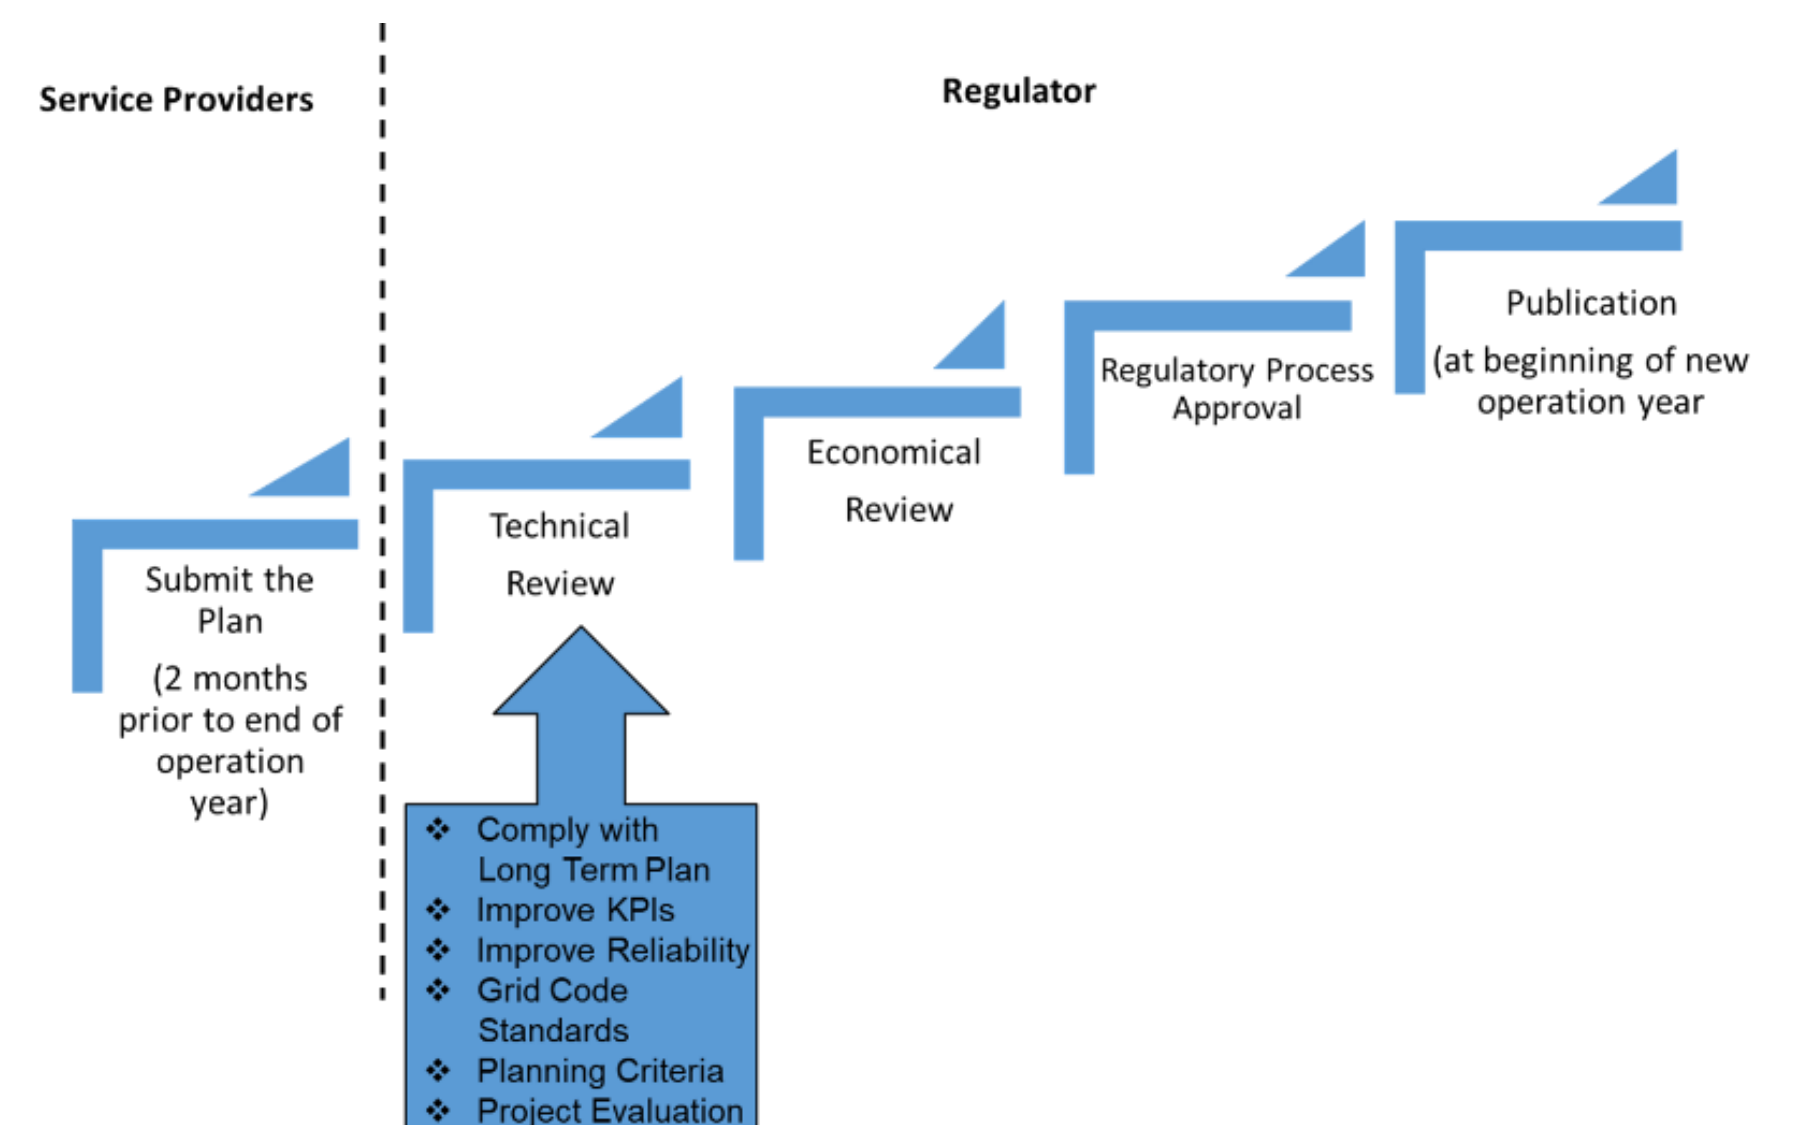 Service Providers
Regulator
Submit the
Plan
(2 months
prior to end of
operation
year)
Technical
Review
Economical
Review
Regulatory Process
Approval
Publication
(at beginning of new
operation year
❖ Comply with
Long Term Plan
❖ Improve KPIs
❖ Improve Reliability
❖ Grid Code
Standards
❖ Planning Criteria
❖ Project Evaluation